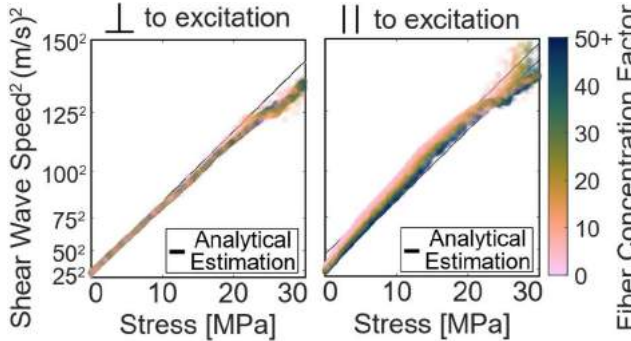 ⊥ to excitation
|| to excitation
Shear Wave Speed² (m/s)²
150²
125²
100²
75²
50²
25²
0
10
20
30
Stress [MPa]
Analytical
Estimation
0
10
20
30
Stress [MPa]
Analytical
Estimation
50+
40
30
20
10
0
Fiber Concentration Factor